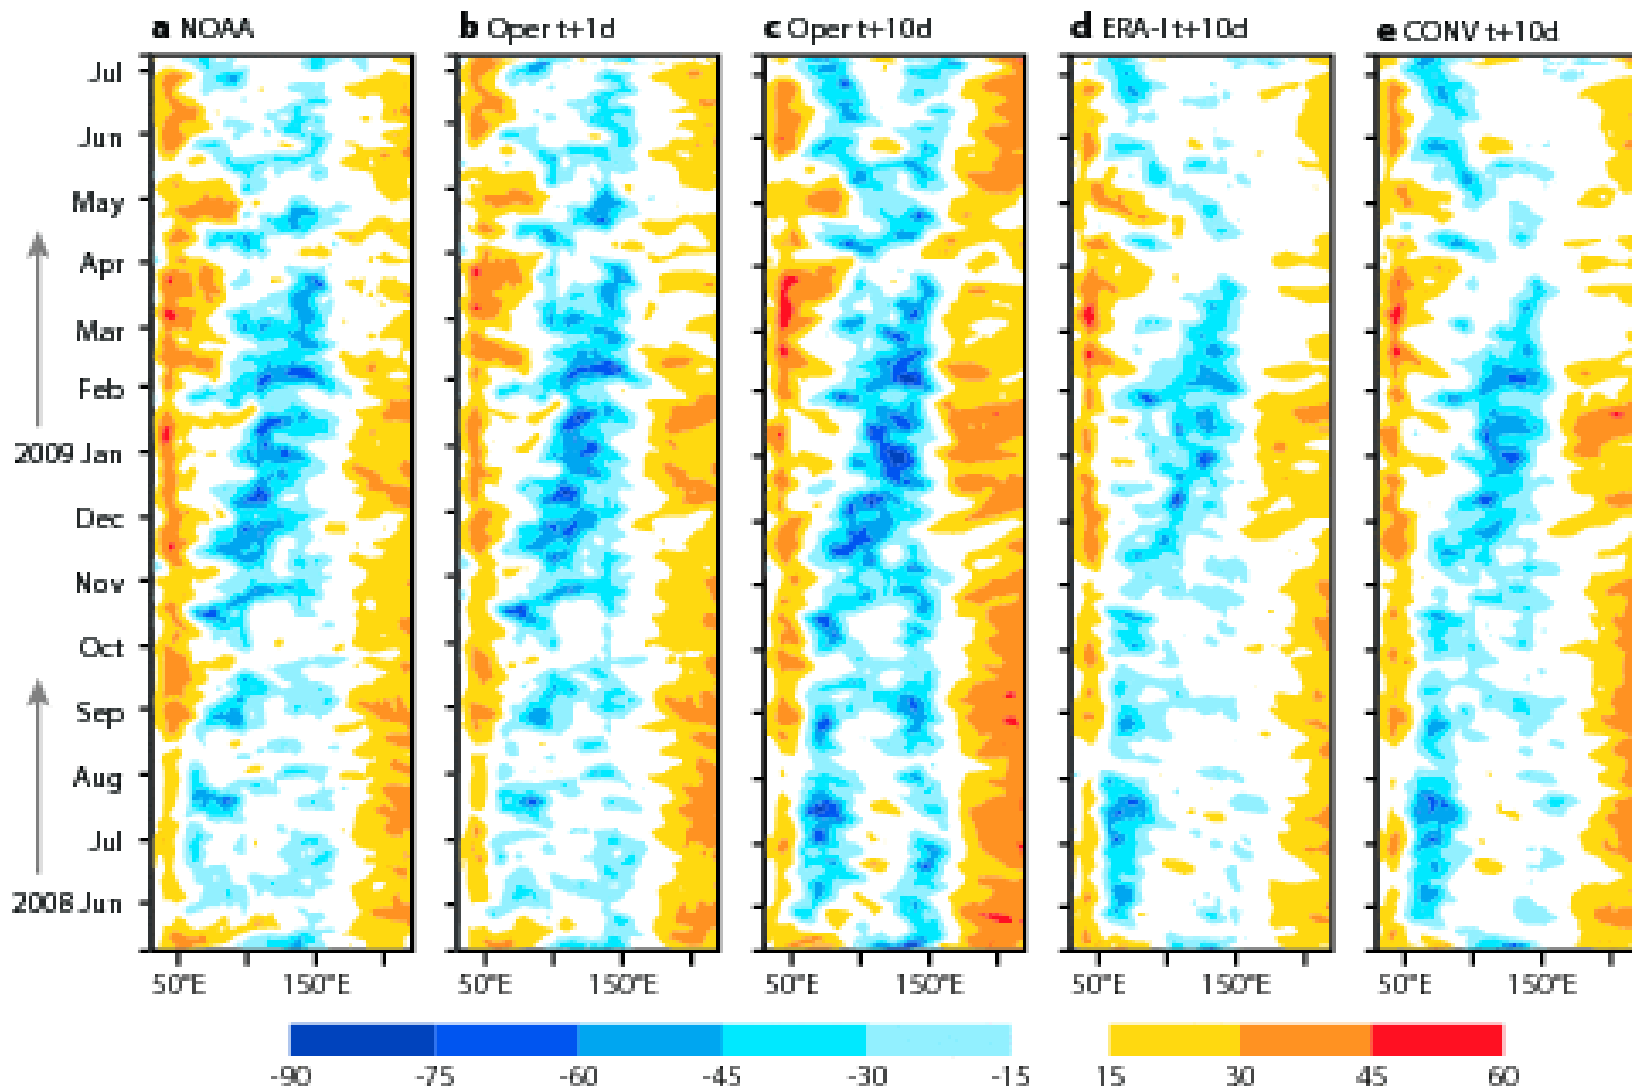 a NOAA
b Oper t+1d
c Oper t+10d
d ERA-I t+10d
e CONV t+10d
Jul
Jun
May
Apr
Mar
Feb
2009 Jan
Dec
Nov
Oct
Sep
Aug
Jul
2008 Jun
50°E 150°E 50°E 150°E 50°E 150°E 50°E 150°E 50°E 150°E
-90 -75 -60 -45 -30 -15 15 30 45 60